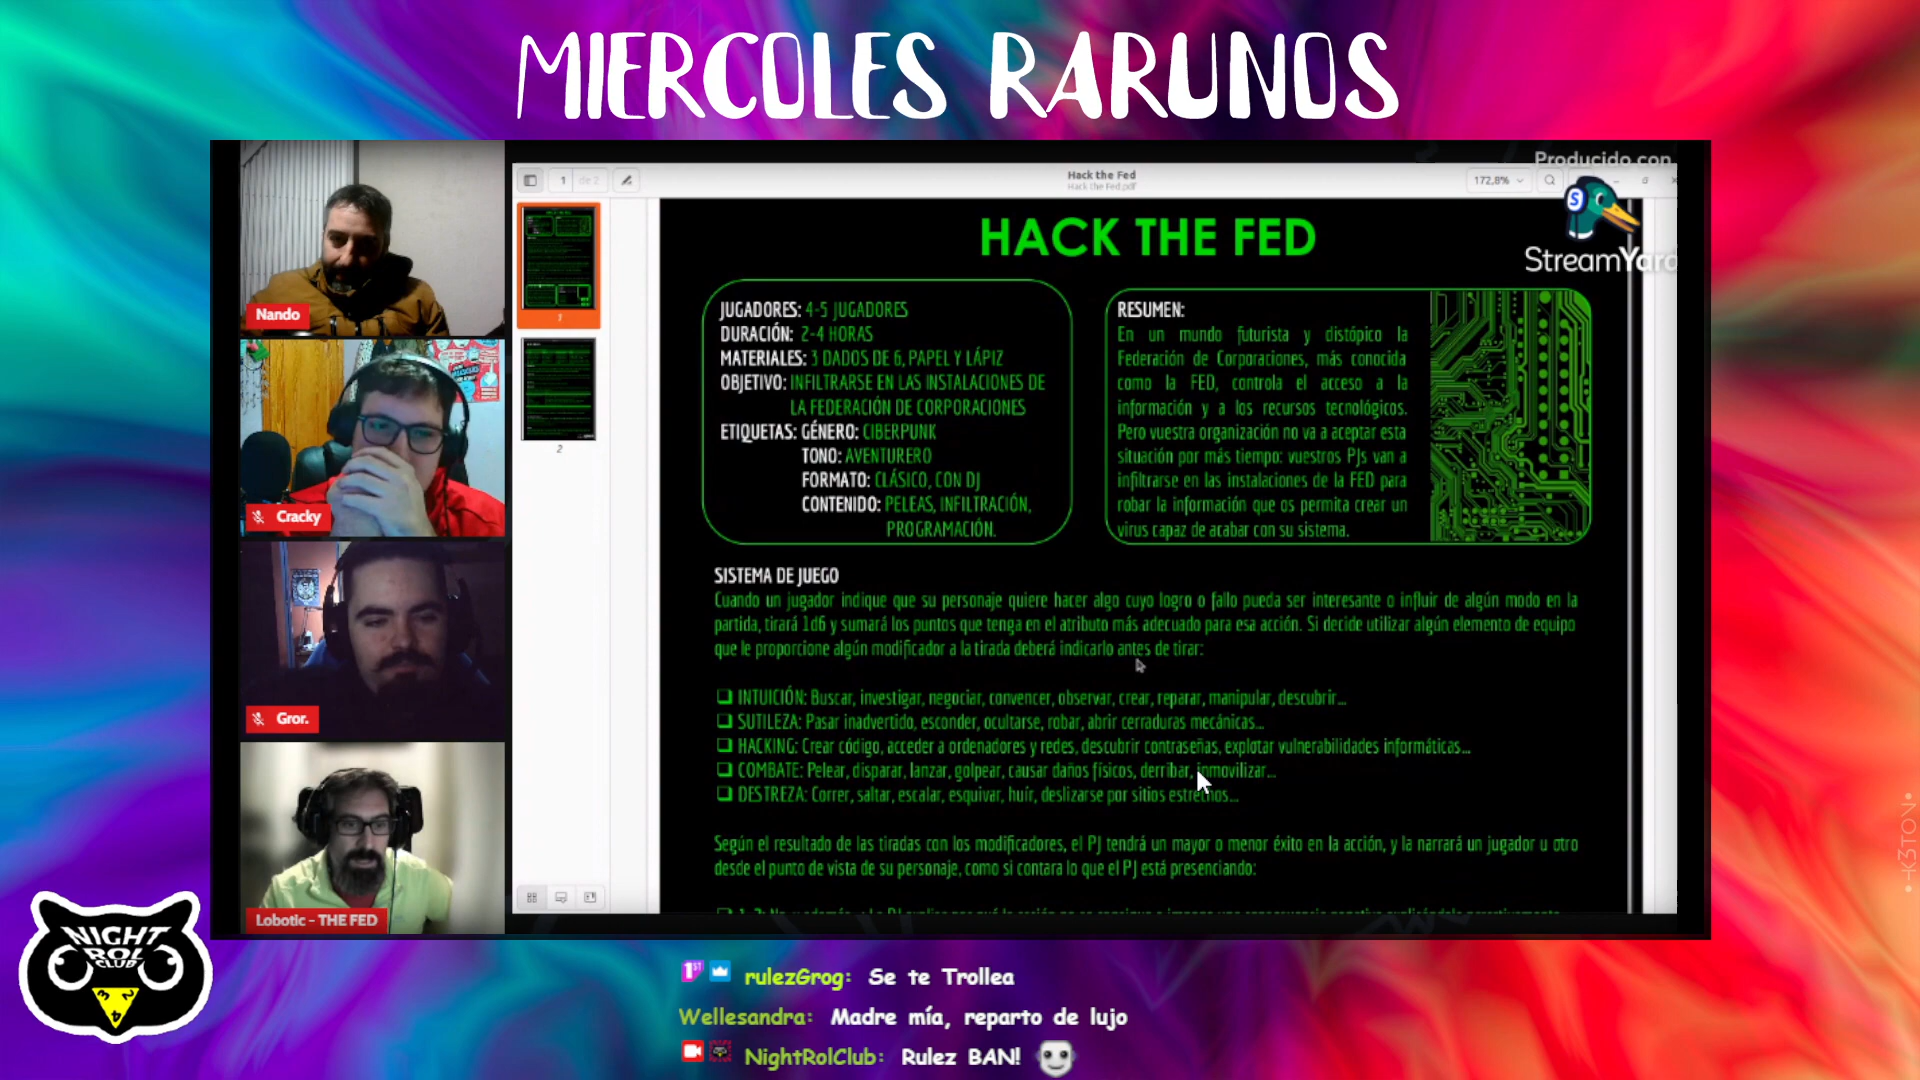 MIERCOLES RARUNOS
Nando
Cracky
Gror.
Lobotic - THE FED
1 de 2
Hack the Fed
Hack the Fed.pdf
172,8%
Producido con
S
StreamYard
1
2
HACK THE FED
JUGADORES: 4-5 JUGADORES
DURACIÓN: 2-4 HORAS
MATERIALES: 3 DADOS DE 6, PAPEL Y LÁPIZ
OBJETIVO: INFILTRARSE EN LAS INSTALACIONES DE
LA FEDERACIÓN DE CORPORACIONES
ETIQUETAS: GÉNERO: CIBERPUNK
TONO: AVENTURERO
FORMATO: CLÁSICO, CON DJ
CONTENIDO: PELEAS, INFILTRACIÓN,
PROGRAMACIÓN.
RESUMEN:
En un mundo futurista y distópico la
Federación de Corporaciones, más conocida
como la FED, controla el acceso a la
información y a los recursos tecnológicos.
Pero vuestra organización no va a aceptar esta
situación por más tiempo: vuestros PJs van a
infiltrarse en las instalaciones de la FED para
robar la información que os permita crear un
virus capaz de acabar con su sistema.
SISTEMA DE JUEGO
Cuando un jugador indique que su personaje quiere hacer algo cuyo logro o fallo pueda ser interesante o influir de algún modo en la
partida, tirará 1d6 y sumará los puntos que tenga en el atributo más adecuado para esa acción. Si decide utilizar algún elemento de equipo
que le proporcione algún modificador a la tirada deberá indicarlo antes de tirar:
❑ INTUICIÓN: Buscar, investigar, negociar, convencer, observar, crear, reparar, manipular, descubrir...
❑ SUTILEZA: Pasar inadvertido, esconder, ocultarse, robar, abrir cerraduras mecánicas...
❑ HACKING: Crear código, acceder a ordenadores y redes, descubrir contraseñas, explotar vulnerabilidades informáticas...
❑ COMBATE: Pelear, disparar, lanzar, golpear, causar daños físicos, derribar, inmovilizar...
❑ DESTREZA: Correr, saltar, escalar, esquivar, huír, deslizarse por sitios estrechos...
Según el resultado de las tiradas con los modificadores, el PJ tendrá un mayor o menor éxito en la acción, y la narrará un jugador u otro
desde el punto de vista de su personaje, como si contara lo que el PJ está presenciando:
NIGHT
ROL
CLUB
3 2
4
1ST rulezGrog: Se te Trollea
Wellesandra: Madre mía, reparto de lujo
NightRolClub: Rulez BAN!